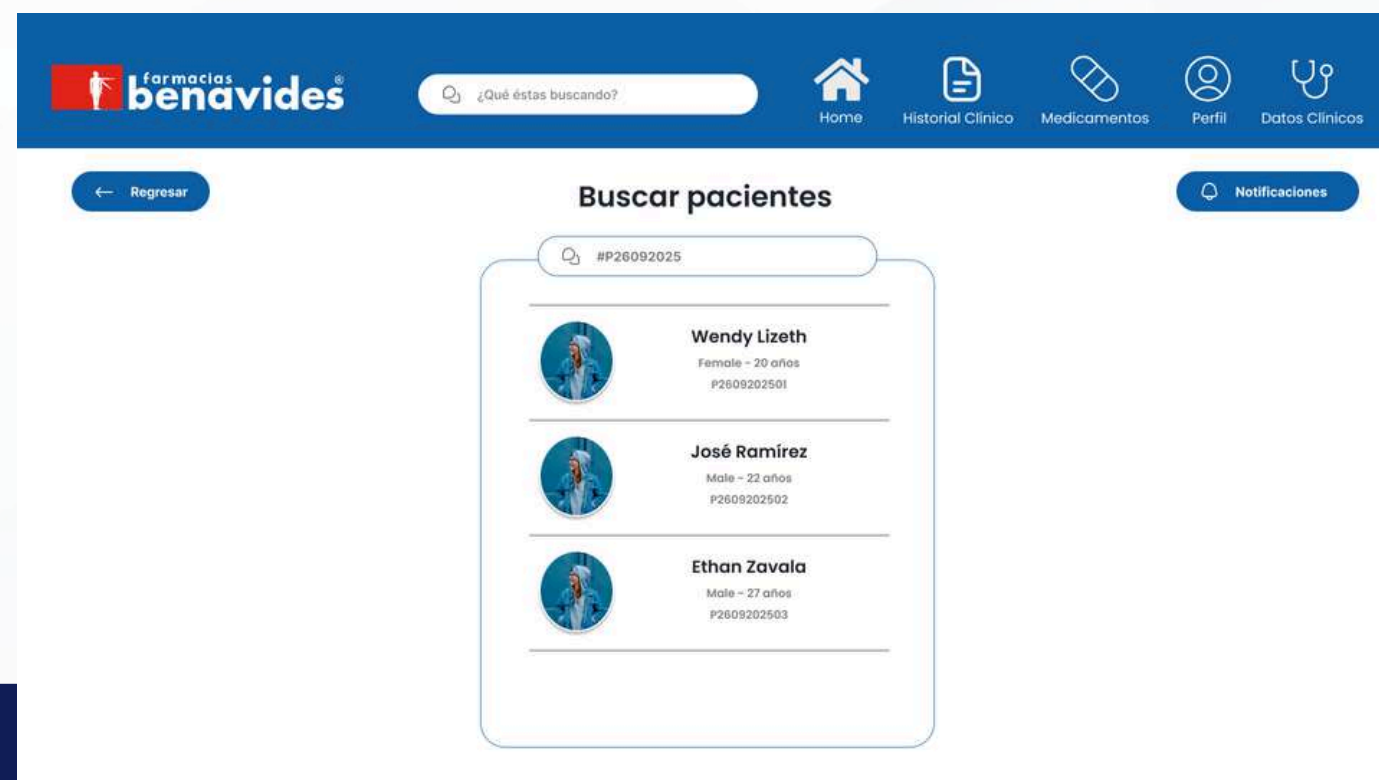 farmacias
benavides®
¿Qué éstas buscando?
Home
Historial Clínico
Medicamentos
Perfil
Datos Clínicos
Regresar
Buscar pacientes
Notificaciones
#P26092025
Wendy Lizeth
Female - 20 años
P2609202501
José Ramírez
Male - 22 años
P2609202502
Ethan Zavala
Male - 27 años
P2609202503